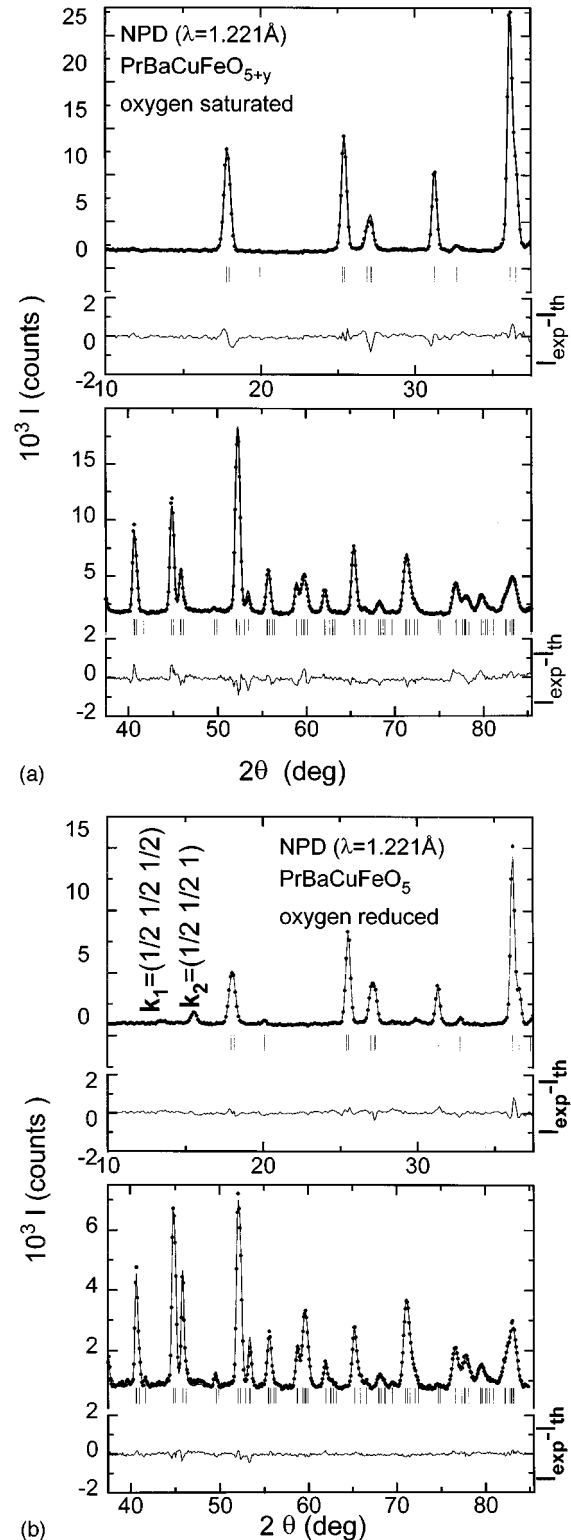 25
20
15
10
5
0
NPD (λ=1.221Å)
PrBaCuFeO5+y
oxygen saturated
2
0
-2
10 20 30
Iexp-Ith
10³ I (counts)
15
10
5
2
0
-2
40 50 60 70 80
Iexp-Ith
(a)
2θ (deg)
15
10
5
0
k1=(1/2 1/2 1/2)
k2=(1/2 1/2 1)
NPD (λ=1.221Å)
PrBaCuFeO5
oxygen reduced
2
0
-2
10 20 30
Iexp-Ith
10³ I (counts)
6
4
2
2
0
-2
40 50 60 70 80
Iexp-Ith
(b)
2θ (deg)